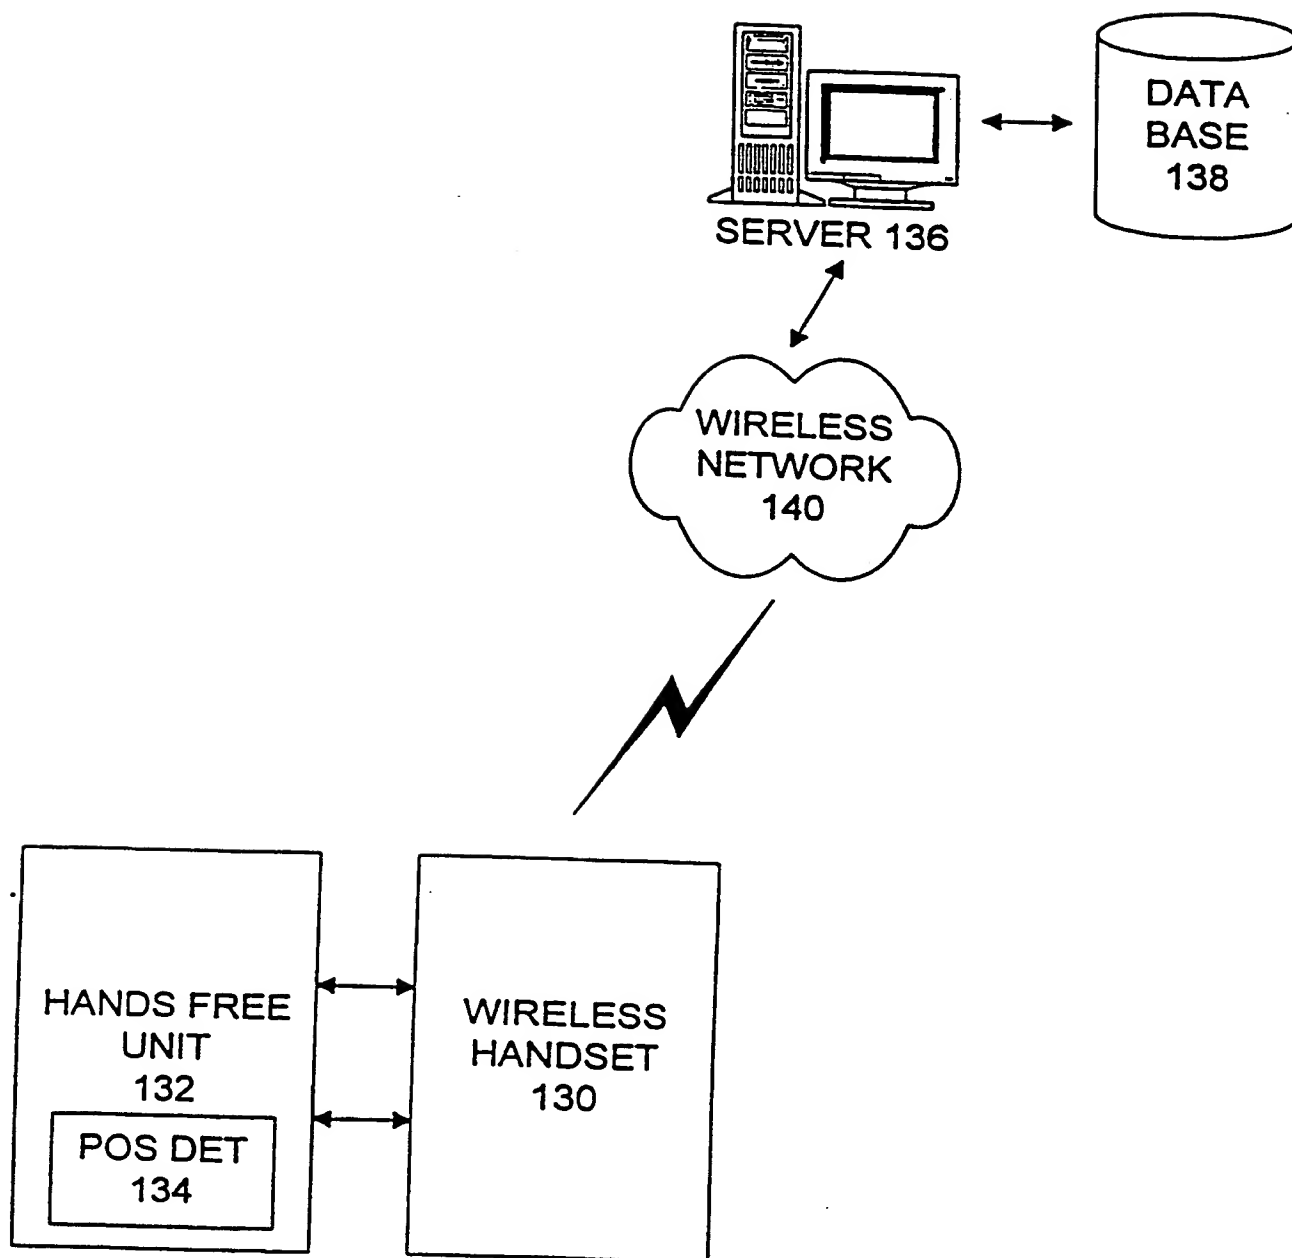 DATA
BASE
138
SERVER 136
WIRELESS
NETWORK
140
HANDS FREE
UNIT
132
POS DET
134
WIRELESS
HANDSET
130